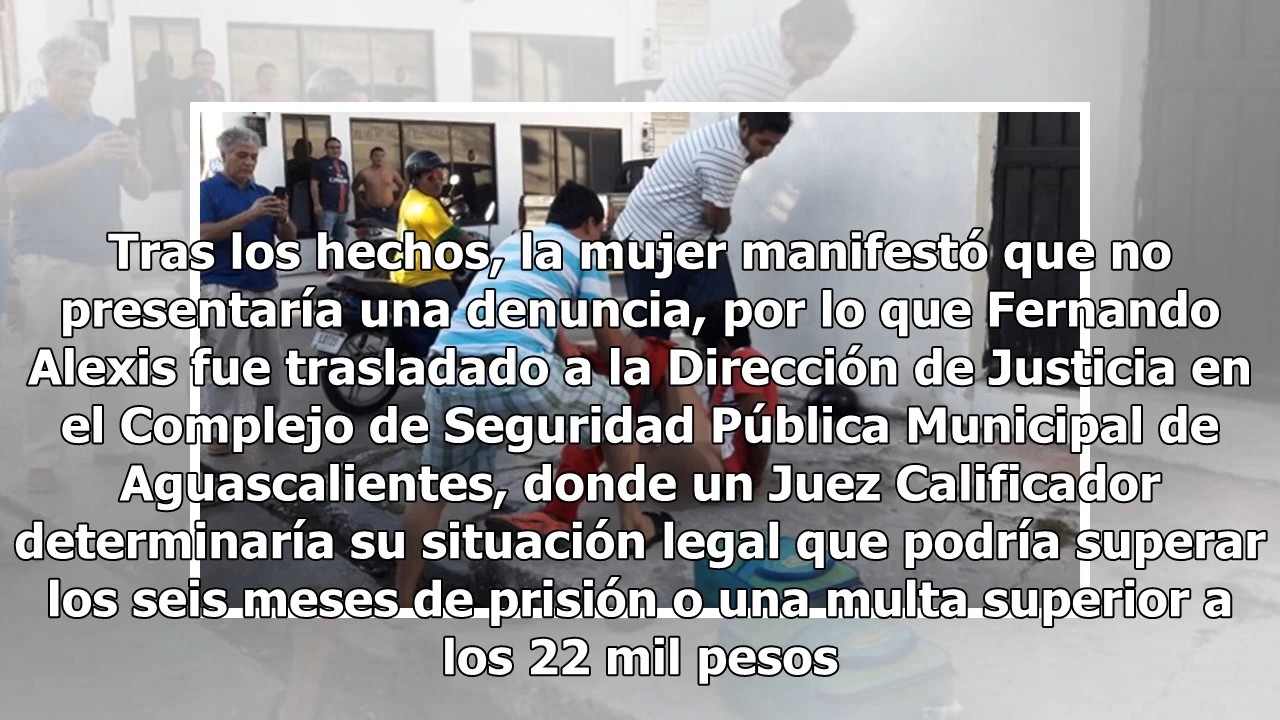 Tras los hechos, la mujer manifestó que no
presentaría una denuncia, por lo que Fernando
Alexis fue trasladado a la Dirección de Justicia en
el Complejo de Seguridad Pública Municipal de
Aguascalientes, donde un Juez Calificador
determinaría su situación legal que podría superar
los seis meses de prisión o una multa superior a
los 22 mil pesos